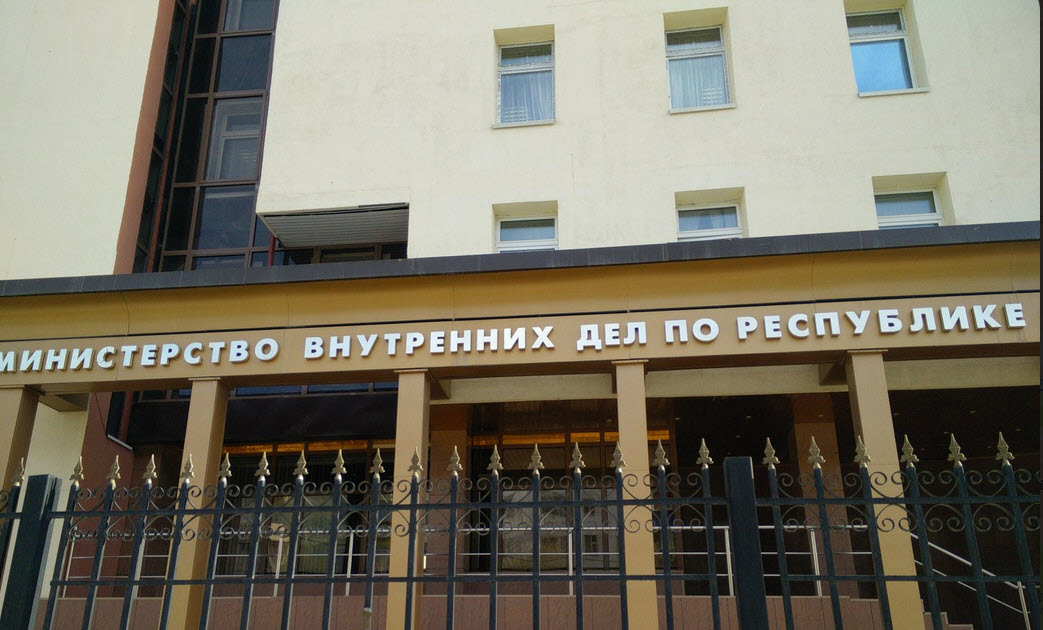 МИНИСТЕРСТВО ВНУТРЕННИХ ДЕЛ ПО РЕСПУБЛИКЕ